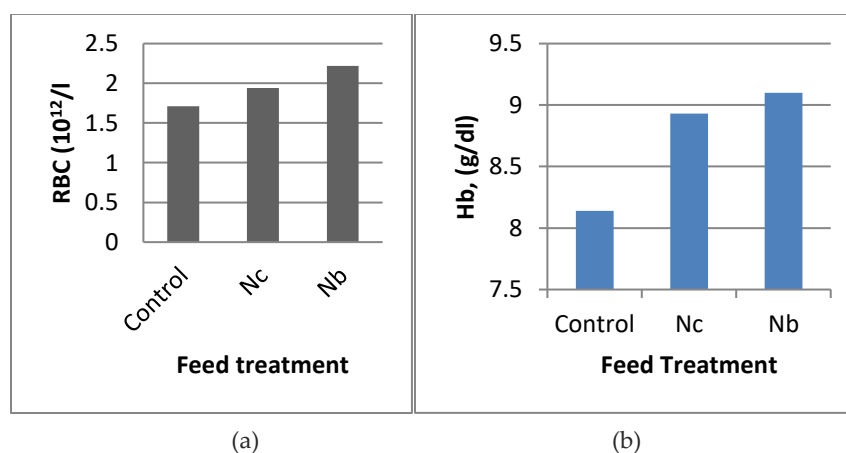 2.5
2
1.5
1
0.5
0
RBC (10¹²/l)
Control
Nc
Nb
Feed treatment
(a)
9.5
9
8.5
8
7.5
Hb, (g/dl)
Control Nc Nb
Feed Treatment
(b)